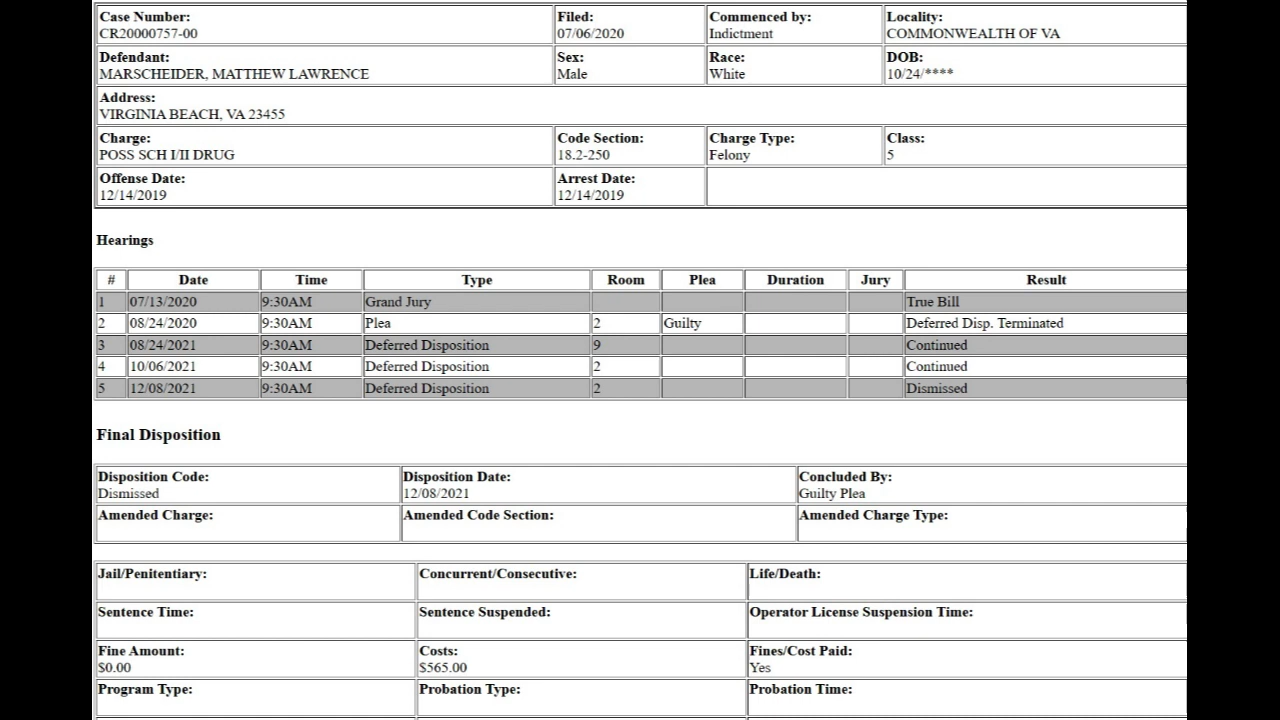 Case Number: Filed: Commenced by: Locality:
CR20000757-00 07/06/2020 Indictment COMMONWEALTH OF VA
Defendant: Sex: Race: DOB:
MARSCHEIDER, MATTHEW LAWRENCE Male White 10/24/****
Address:
VIRGINIA BEACH, VA 23455
Charge: Code Section: Charge Type: Class:
POSS SCH I/II DRUG 18.2-250 Felony 5
Offense Date: Arrest Date:
12/14/2019 12/14/2019
Hearings
# Date Time Type Room Plea Duration Jury Result
1 07/13/2020 9:30AM Grand Jury True Bill
2 08/24/2020 9:30AM Plea 2 Guilty Deferred Disp. Terminated
3 08/24/2021 9:30AM Deferred Disposition 9 Continued
4 10/06/2021 9:30AM Deferred Disposition 2 Continued
5 12/08/2021 9:30AM Deferred Disposition 2 Dismissed
Final Disposition
Disposition Code: Disposition Date: Concluded By:
Dismissed 12/08/2021 Guilty Plea
Amended Charge: Amended Code Section: Amended Charge Type:
Jail/Penitentiary: Concurrent/Consecutive: Life/Death:
Sentence Time: Sentence Suspended: Operator License Suspension Time:
Fine Amount: Costs: Fines/Cost Paid:
$0.00 $565.00 Yes
Program Type: Probation Type: Probation Time: